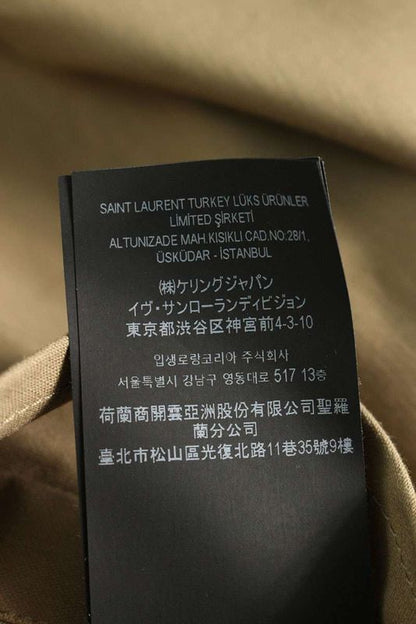 SAINT LAURENT TURKEY LÜKS ÜRÜNLER
LİMİTED ŞİRKETİ
ALTUNIZADE MAH.KISIKLI CAD.NO:28/1,
ÜSKÜDAR - İSTANBUL
㈱ケリングジャパン
イヴ・サンローランディビジョン
東京都渋谷区神宮前4-3-10
입생로랑코리아 주식회사
서울특별시 강남구 영동대로 517 13층
荷蘭商開雲亞洲股份有限公司聖羅
蘭分公司
臺北市松山區光復北路11巷35號9樓